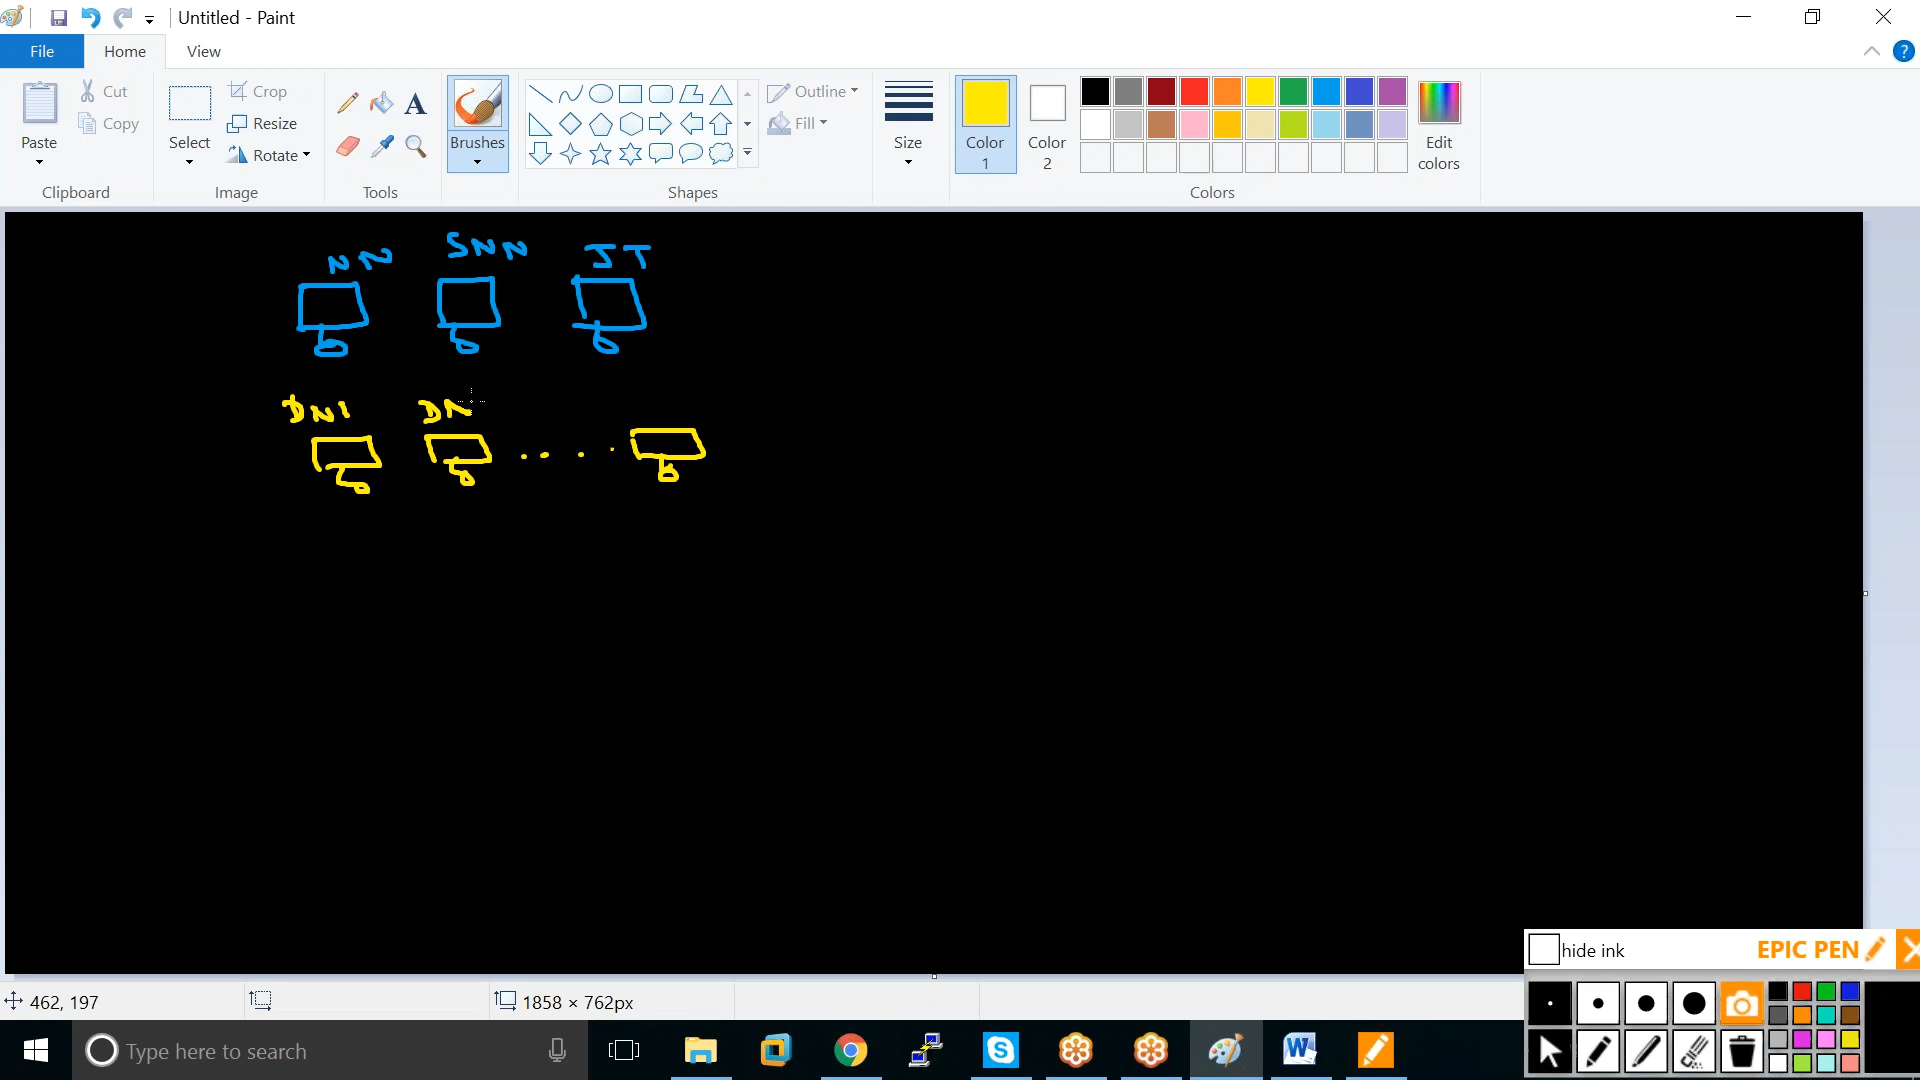 Untitled - Paint
File
Home
View
Paste
Cut
Copy
Clipboard
Select
Crop
Resize
Rotate
Image
Tools
Brushes
Shapes
Outline
Fill
Size
Color 1
Color 2
Edit colors
Colors
NN SNN JT
DN1
462, 197
1858 × 762px
hide ink
EPIC PEN
Type here to search